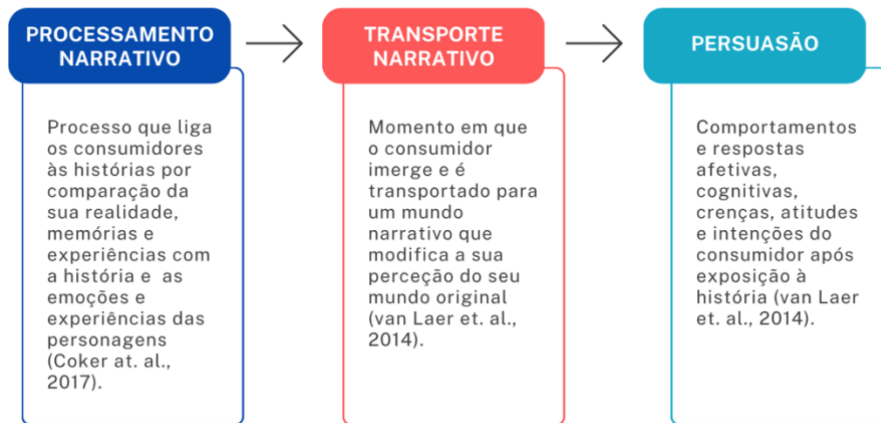 PROCESSAMENTO
NARRATIVO
Processo que liga
os consumidores
às histórias por
comparação da
sua realidade,
memórias e
experiências com
a história e as
emoções e
experiências das
personagens
(Coker at. al.,
2017).
TRANSPORTE
NARRATIVO
Momento em que
o consumidor
imerge e é
transportado para
um mundo
narrativo que
modifica a sua
perceção do seu
mundo original
(van Laer et. al.,
2014).
PERSUASÃO
Comportamentos
e respostas
afetivas,
cognitivas,
crenças, atitudes
e intenções do
consumidor após
exposição à
história (van Laer
et. al., 2014).